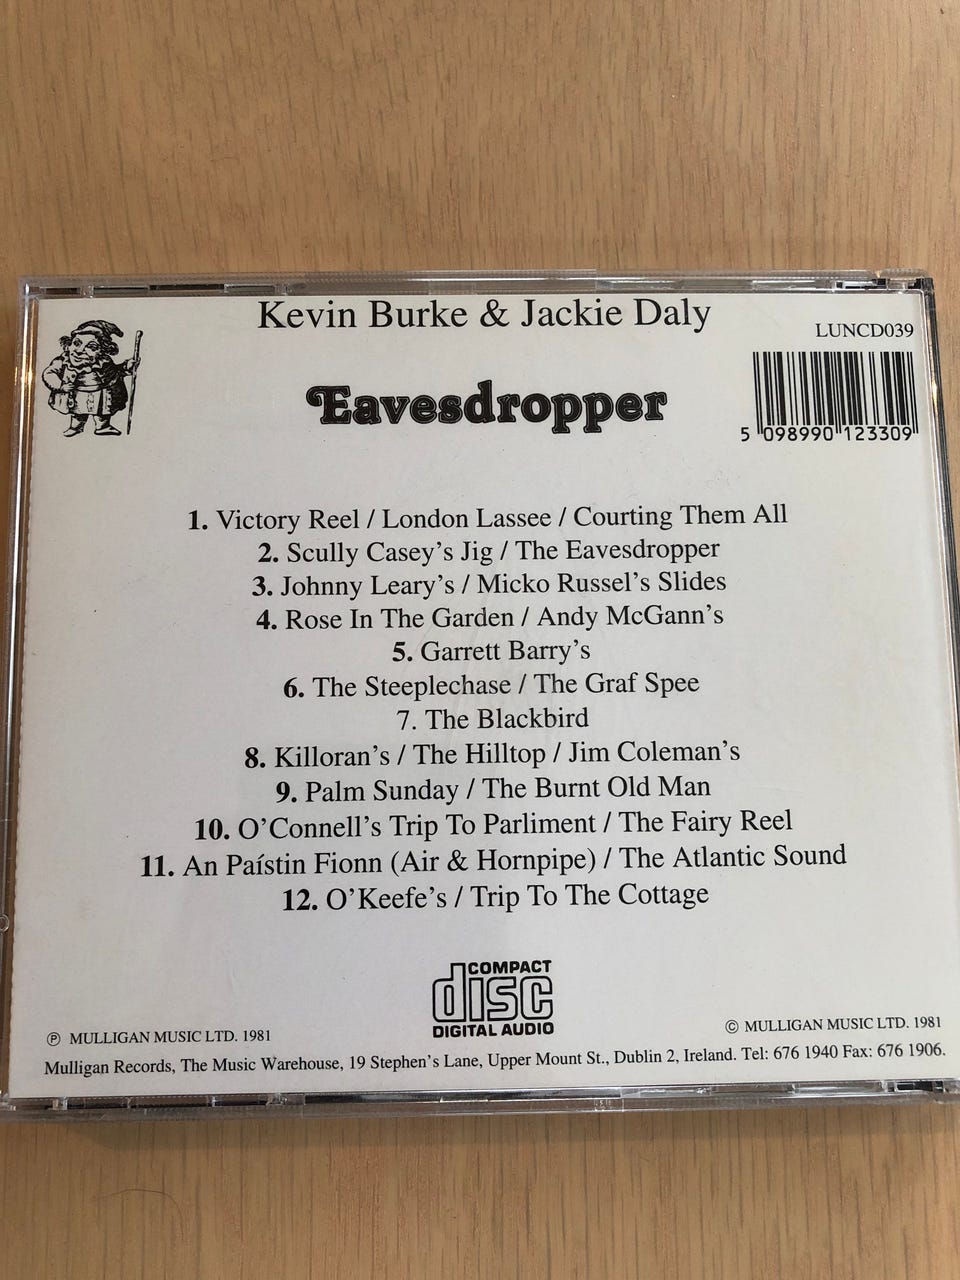 Kevin Burke & Jackie Daly
LUNCD039
Eavesdropper
5 098990 123309
1. Victory Reel / London Lassee / Courting Them All
2. Scully Casey's Jig / The Eavesdropper
3. Johnny Leary's / Micko Russel's Slides
4. Rose In The Garden / Andy McGann's
5. Garrett Barry's
6. The Steeplechase / The Graf Spee
7. The Blackbird
8. Killoran's / The Hilltop / Jim Coleman's
9. Palm Sunday / The Burnt Old Man
10. O'Connell's Trip To Parliment / The Fairy Reel
11. An Paístin Fionn (Air & Hornpipe) / The Atlantic Sound
12. O'Keefe's / Trip To The Cottage
COMPACT
disc
DIGITAL AUDIO
℗ MULLIGAN MUSIC LTD. 1981
© MULLIGAN MUSIC LTD. 1981
Mulligan Records, The Music Warehouse, 19 Stephen's Lane, Upper Mount St., Dublin 2, Ireland. Tel: 676 1940 Fax: 676 1906.